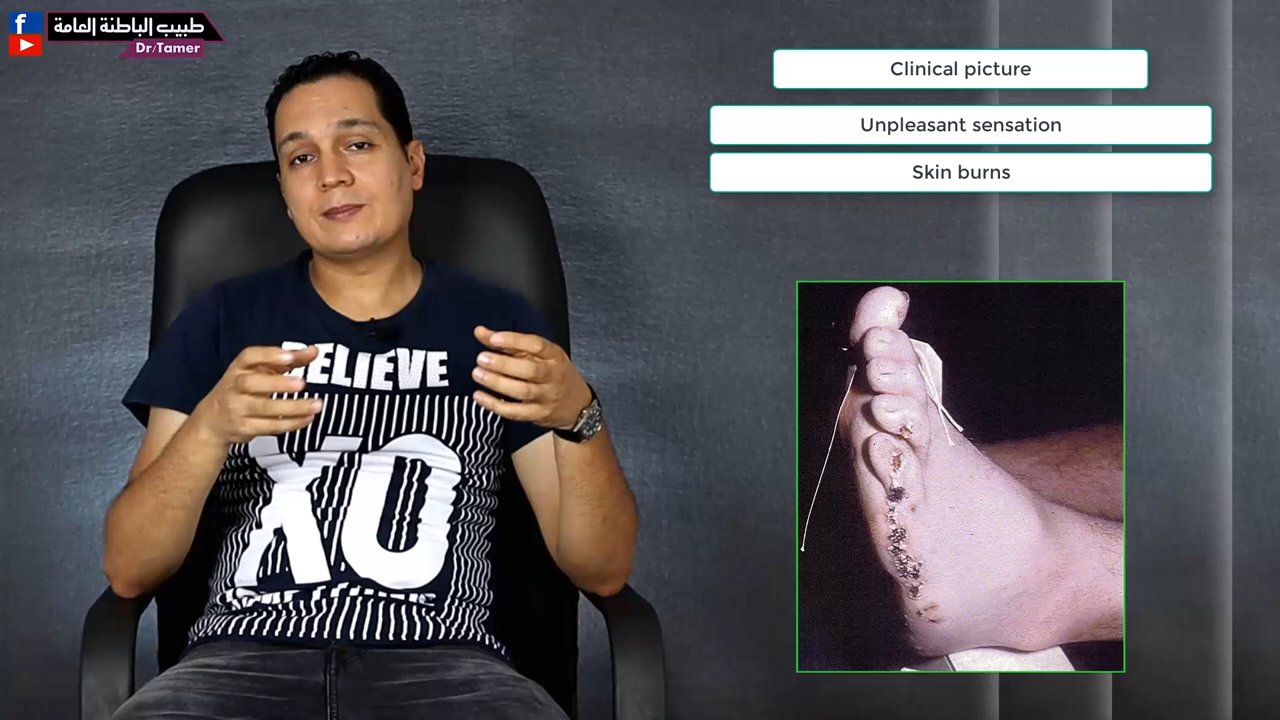 طبيب الباطنة العامة
Dr/Tamer
Clinical picture
Unpleasant sensation
Skin burns
BELIEVE
XO